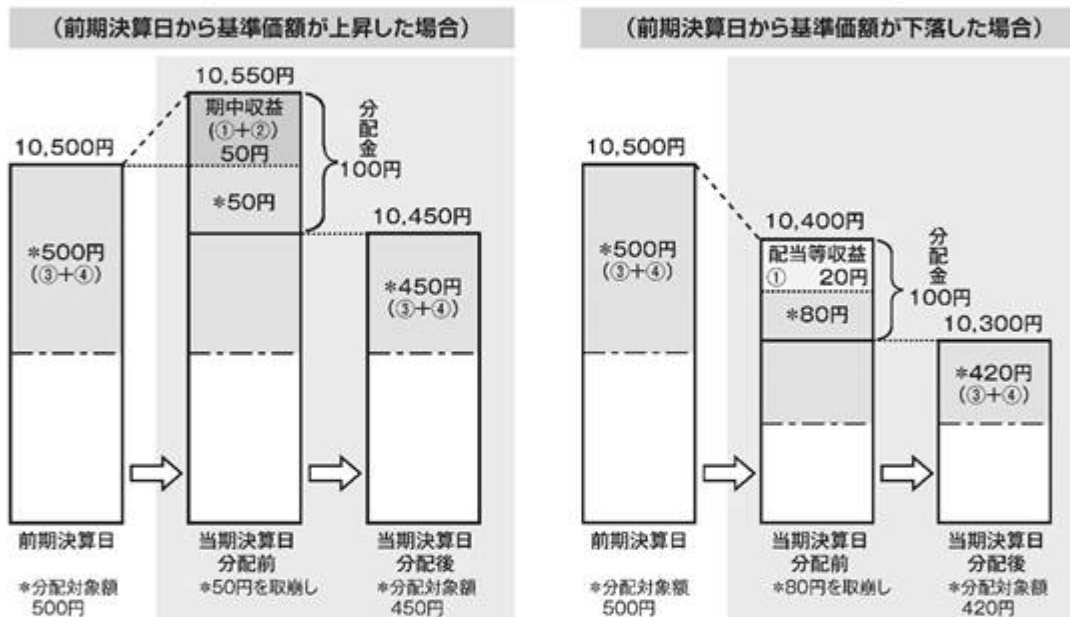 （前期決算日から基準価額が上昇した場合）
10,550円
期中収益
(①＋②)
50円
*50円
分配金
100円
10,500円
*500円
(③＋④)
10,450円
*450円
(③＋④)
前期決算日
*分配対象額
500円
当期決算日
分配前
*50円を取崩し
当期決算日
分配後
*分配対象額
450円
（前期決算日から基準価額が下落した場合）
10,500円
*500円
(③＋④)
10,400円
配当等収益
① 20円
*80円
分配金
100円
10,300円
*420円
(③＋④)
前期決算日
*分配対象額
500円
当期決算日
分配前
*80円を取崩し
当期決算日
分配後
*分配対象額
420円